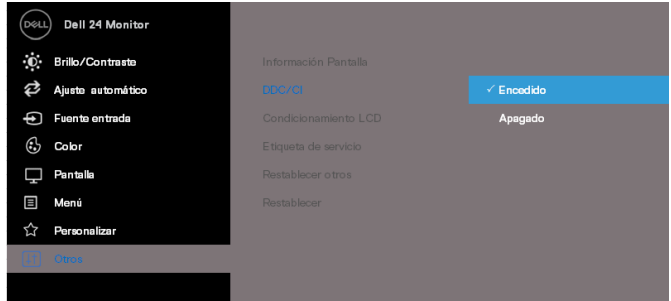 DELL Dell 24 Monitor
Brillo/Contraste
Información Pantalla
Ajuste automático
DDC/CI
✓ Encedido
Fuente entrada
Condicionamiento LCD
Apagado
Color
Etiqueta de servicio
Pantalla
Restablecer otros
Menú
Restablecer
Personalizar
Otros